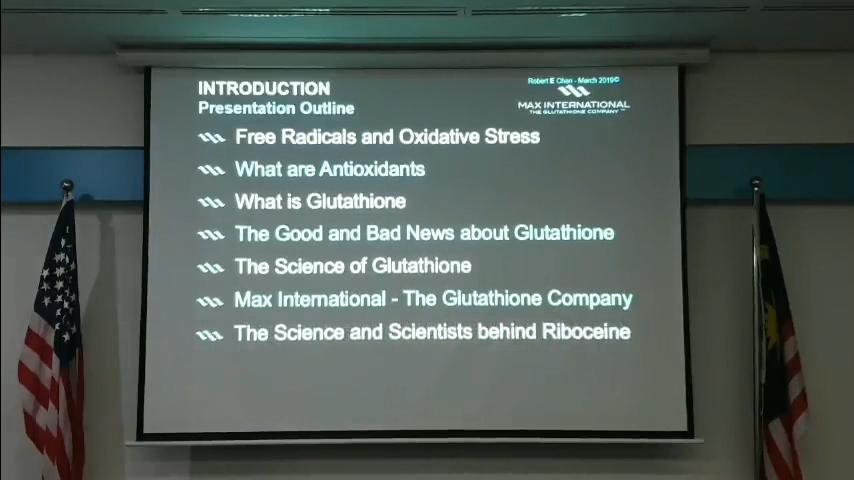 INTRODUCTION
Presentation Outline
Robert E Chen - March 2019©
MAX INTERNATIONAL
THE GLUTATHIONE COMPANY™
Free Radicals and Oxidative Stress
What are Antioxidants
What is Glutathione
The Good and Bad News about Glutathione
The Science of Glutathione
Max International - The Glutathione Company
The Science and Scientists behind Riboceine